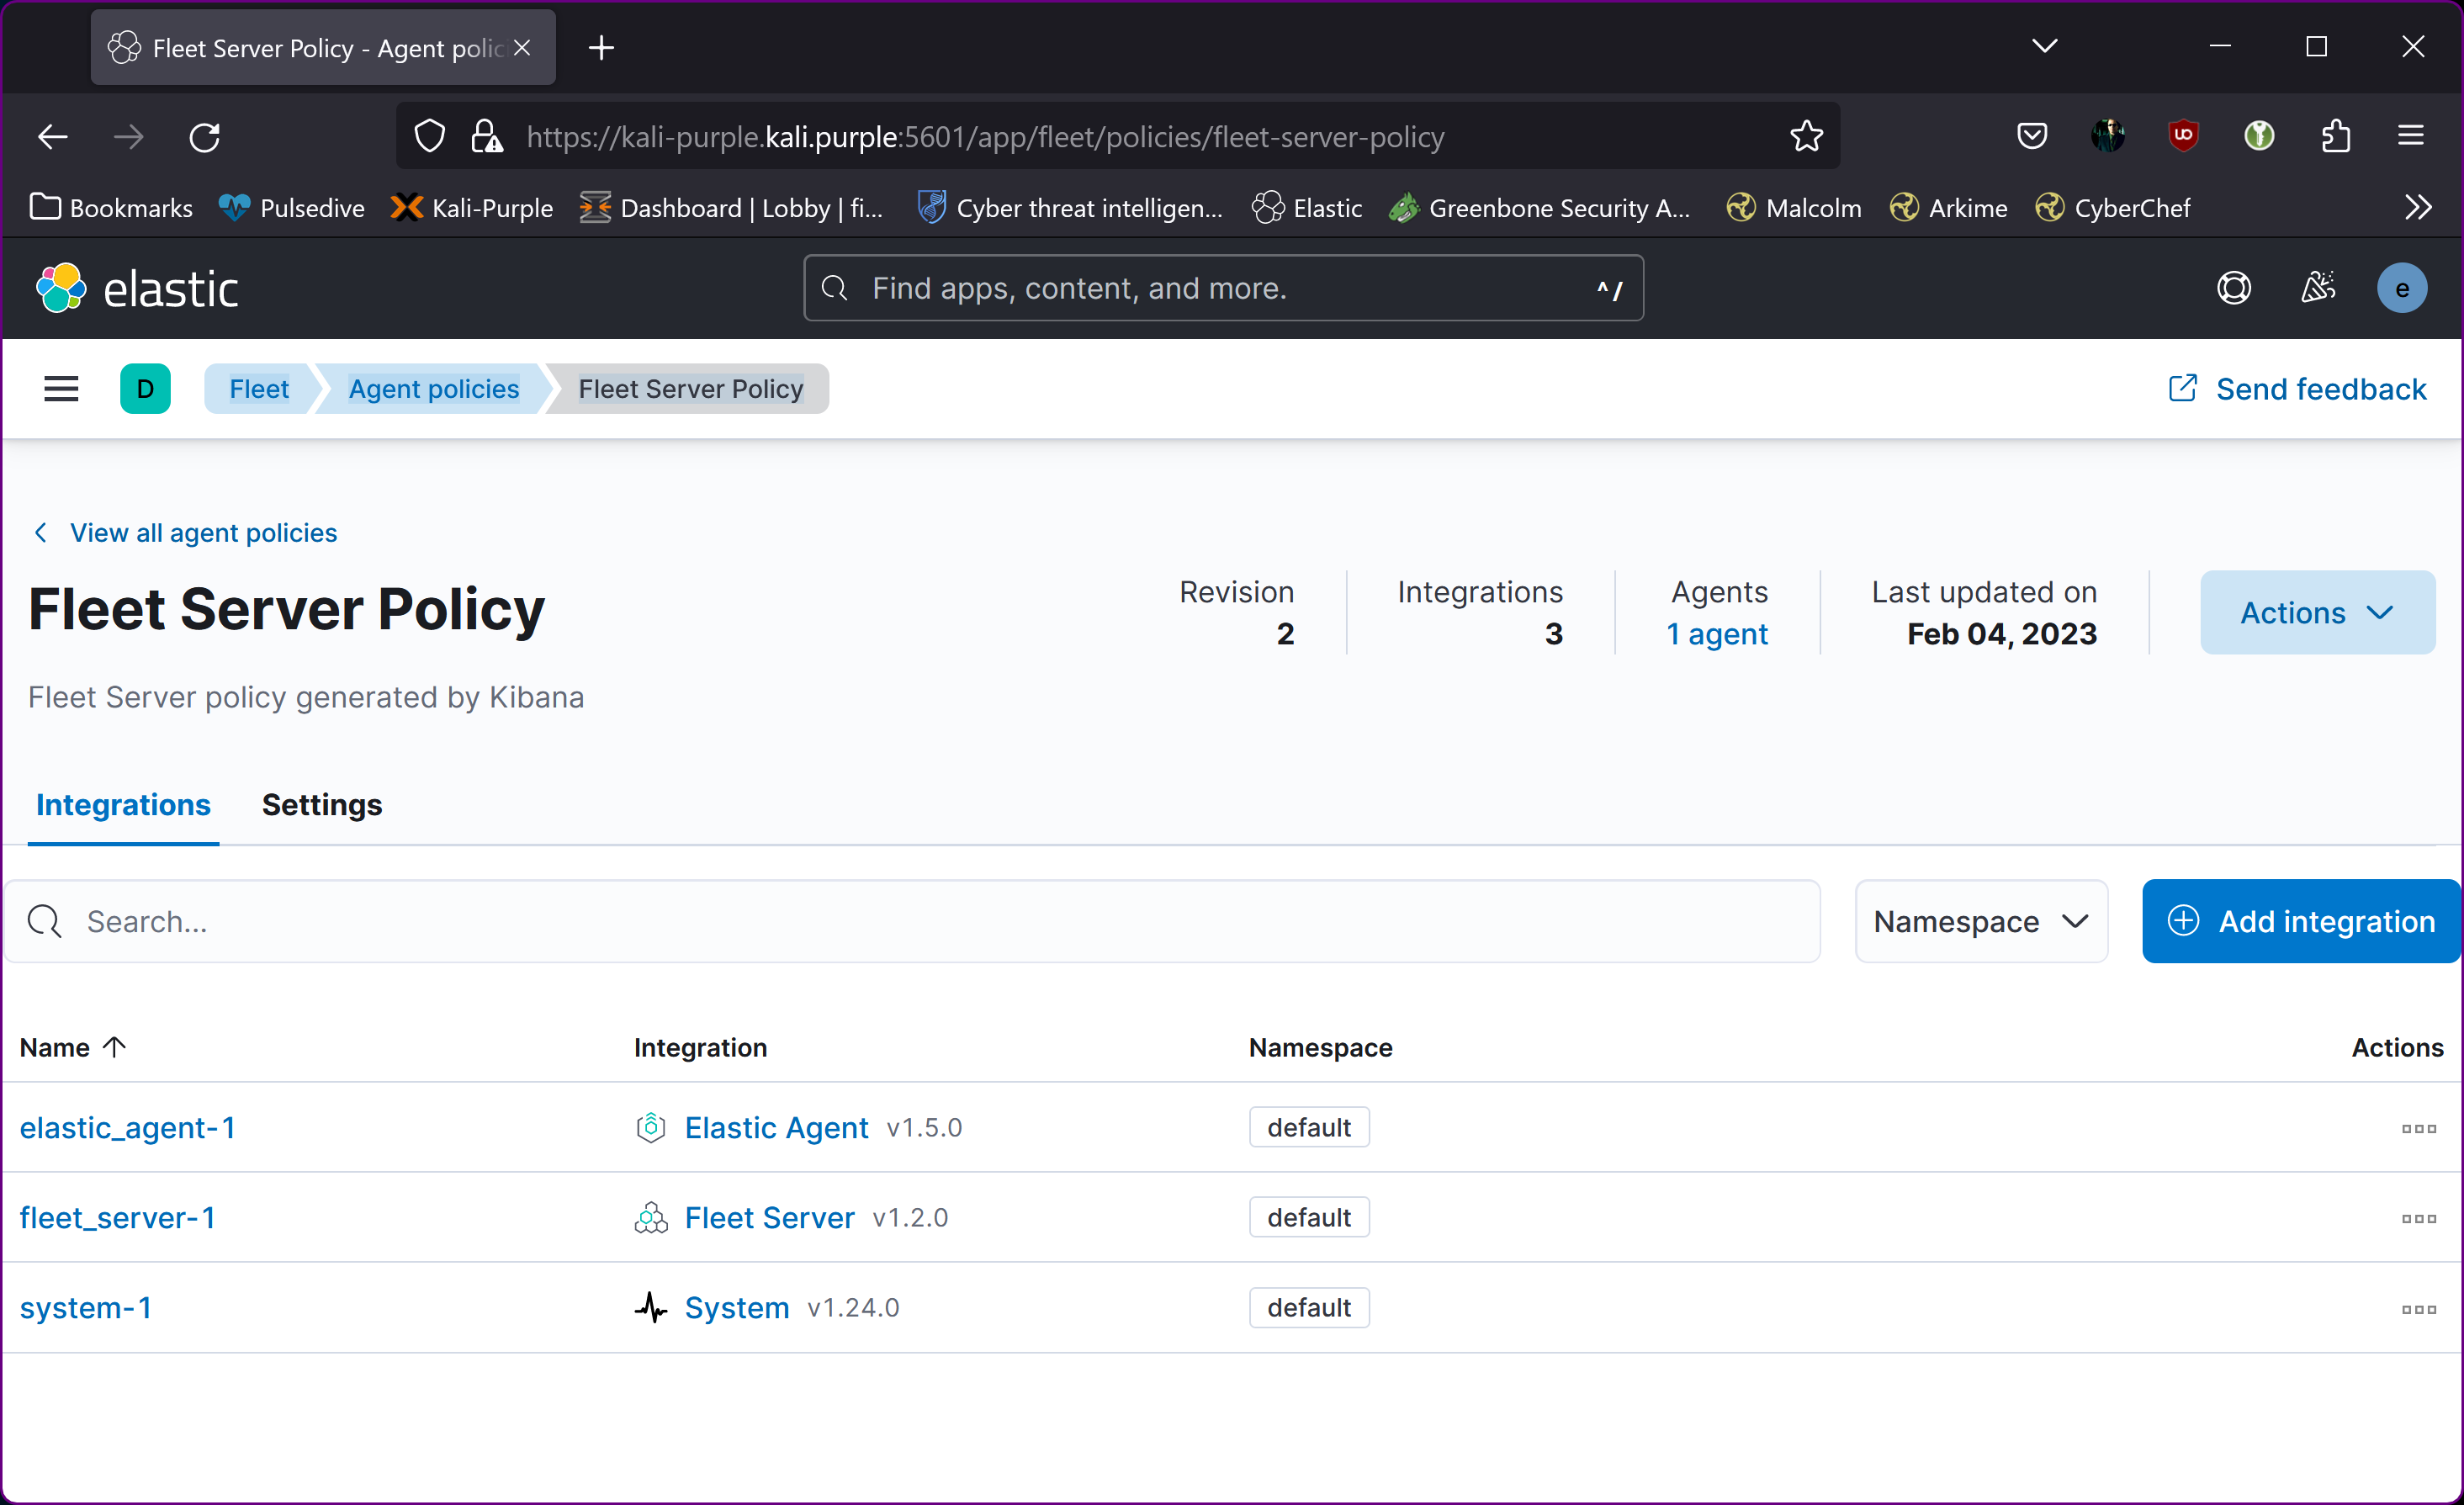 Fleet Server Policy - Agent polic
https://kali-purple.kali.purple:5601/app/fleet/policies/fleet-server-policy
Bookmarks Pulsedive Kali-Purple Dashboard | Lobby | fi... Cyber threat intelligen... Elastic Greenbone Security A... Malcolm Arkime CyberChef
elastic Find apps, content, and more. ^/ e
D Fleet Agent policies Fleet Server Policy Send feedback
View all agent policies
Fleet Server Policy
Revision Integrations Agents Last updated on
2 3 1 agent Feb 04, 2023
Actions
Fleet Server policy generated by Kibana
Integrations Settings
Search... Namespace Add integration
Name Integration Namespace Actions
elastic_agent-1 Elastic Agent v1.5.0 default
fleet_server-1 Fleet Server v1.2.0 default
system-1 System v1.24.0 default